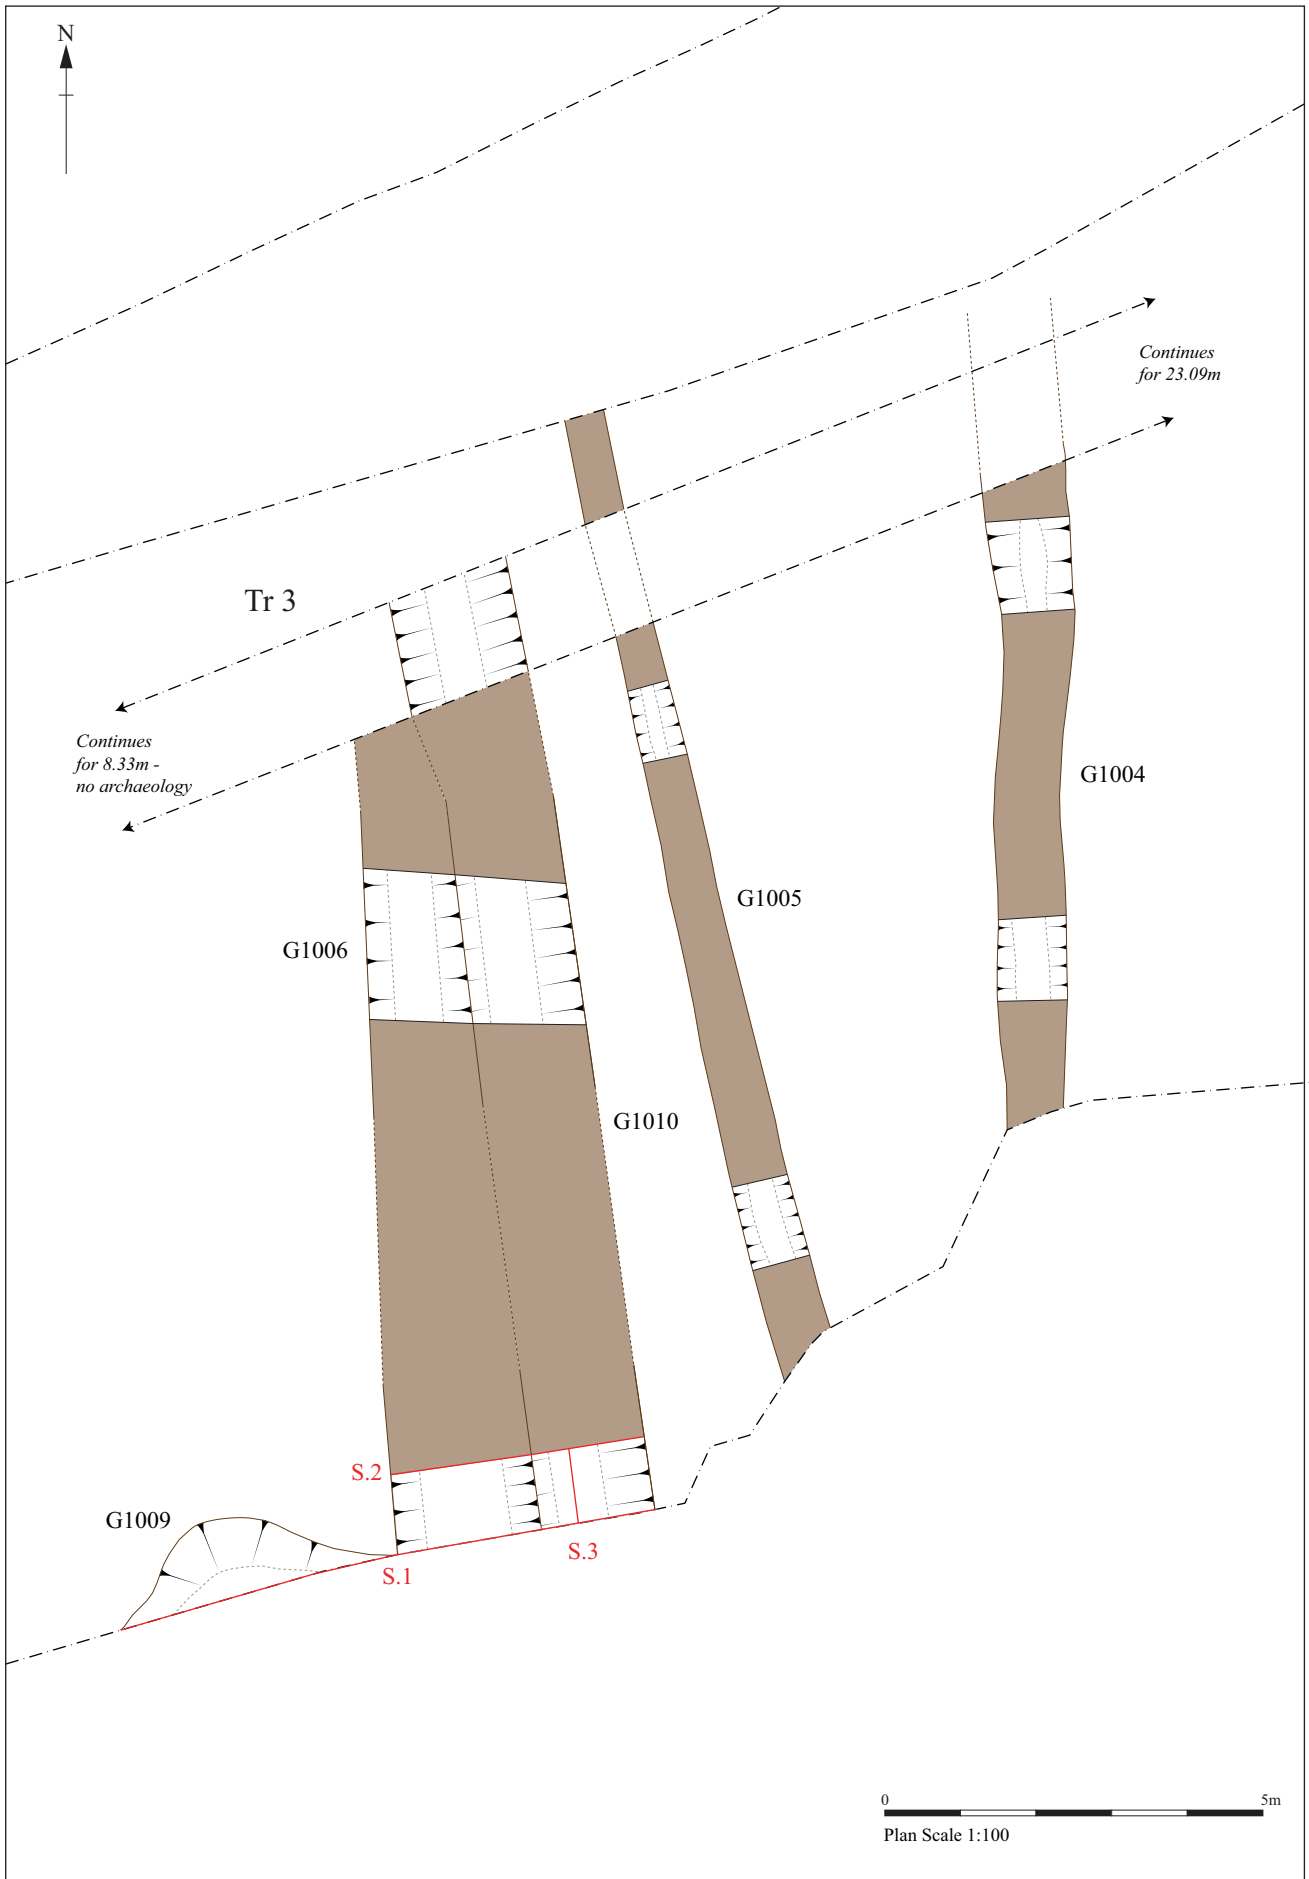 N
Continues
for 23.09m
Tr 3
Continues
for 8.33m -
no archaeology
G1004
G1005
G1006
G1010
S.2
G1009
S.3
S.1
0 5m
Plan Scale 1:100